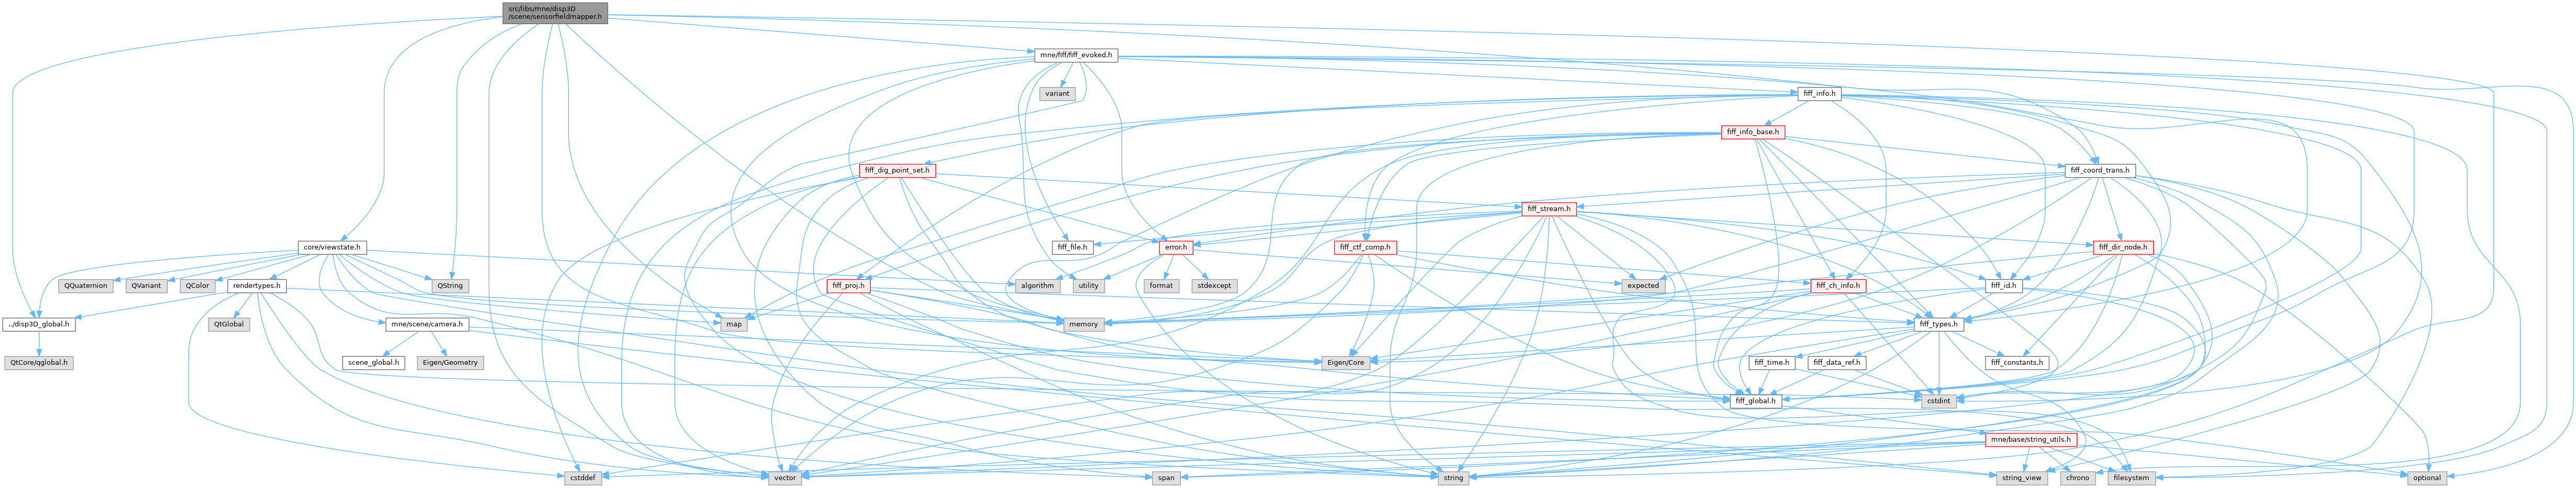 src/libs/mne/disp3D
/scene/sensorfieldmapper.h
mne/fiff/fiff_evoked.h
variant
fiff_info.h
fiff_info_base.h
fiff_dig_point_set.h
fiff_coord_trans.h
fiff_stream.h
core/viewstate.h
fiff_file.h
error.h
fiff_ctf_comp.h
fiff_dir_node.h
QQuaternion
QVariant
QColor
rendertypes.h
QString
algorithm
utility
format
stdexcept
fiff_proj.h
expected
fiff_ch_info.h
fiff_id.h
../disp3D_global.h
QtGlobal
mne/scene/camera.h
map
memory
fiff_types.h
QtCore/qglobal.h
scene_global.h
Eigen/Geometry
Eigen/Core
fiff_time.h
fiff_data_ref.h
fiff_constants.h
fiff_global.h
cstdint
mne/base/string_utils.h
cstddef
vector
span
string
string_view
chrono
filesystem
optional